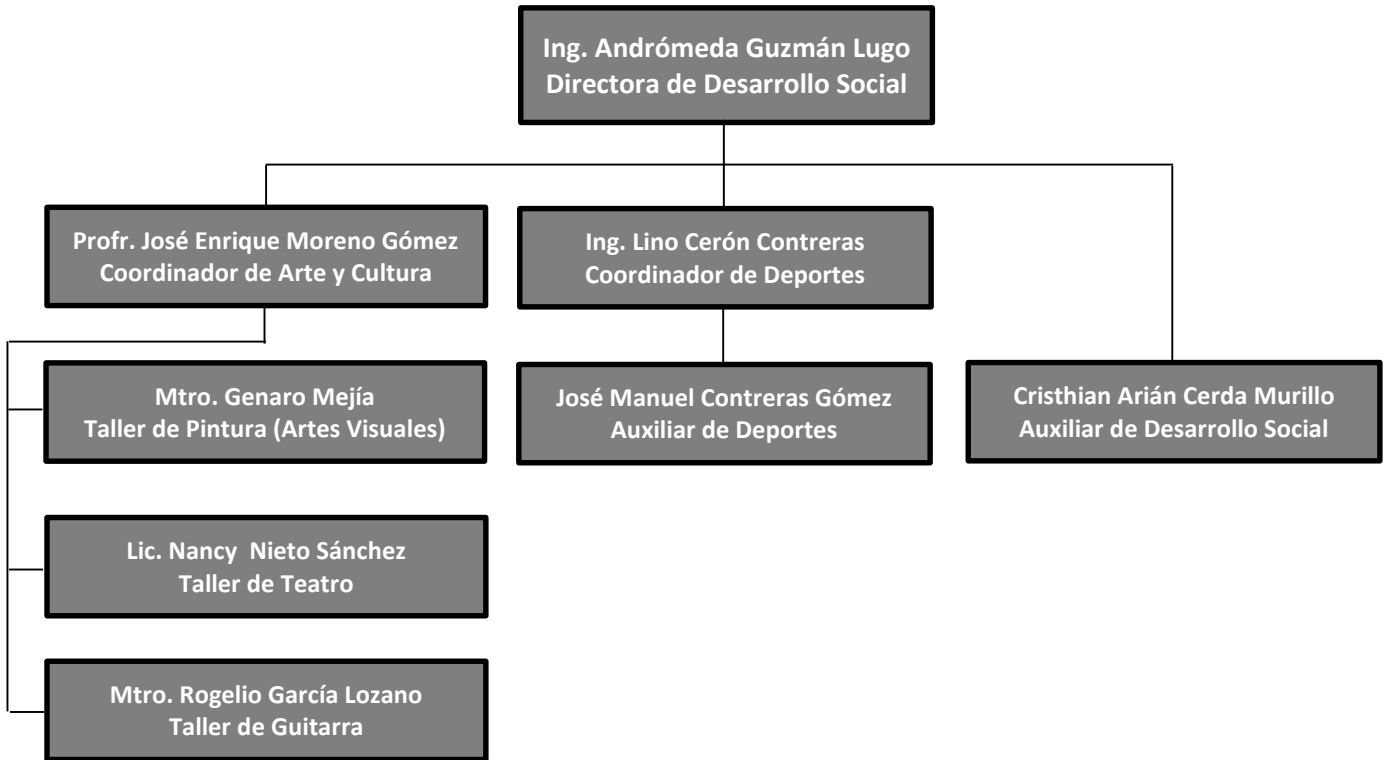 Ing. Andrómeda Guzmán Lugo
Directora de Desarrollo Social
Profr. José Enrique Moreno Gómez
Coordinador de Arte y Cultura
Ing. Lino Cerón Contreras
Coordinador de Deportes
Mtro. Genaro Mejía
Taller de Pintura (Artes Visuales)
José Manuel Contreras Gómez
Auxiliar de Deportes
Cristhian Arián Cerda Murillo
Auxiliar de Desarrollo Social
Lic. Nancy  Nieto Sánchez
Taller de Teatro
Mtro. Rogelio García Lozano
Taller de Guitarra